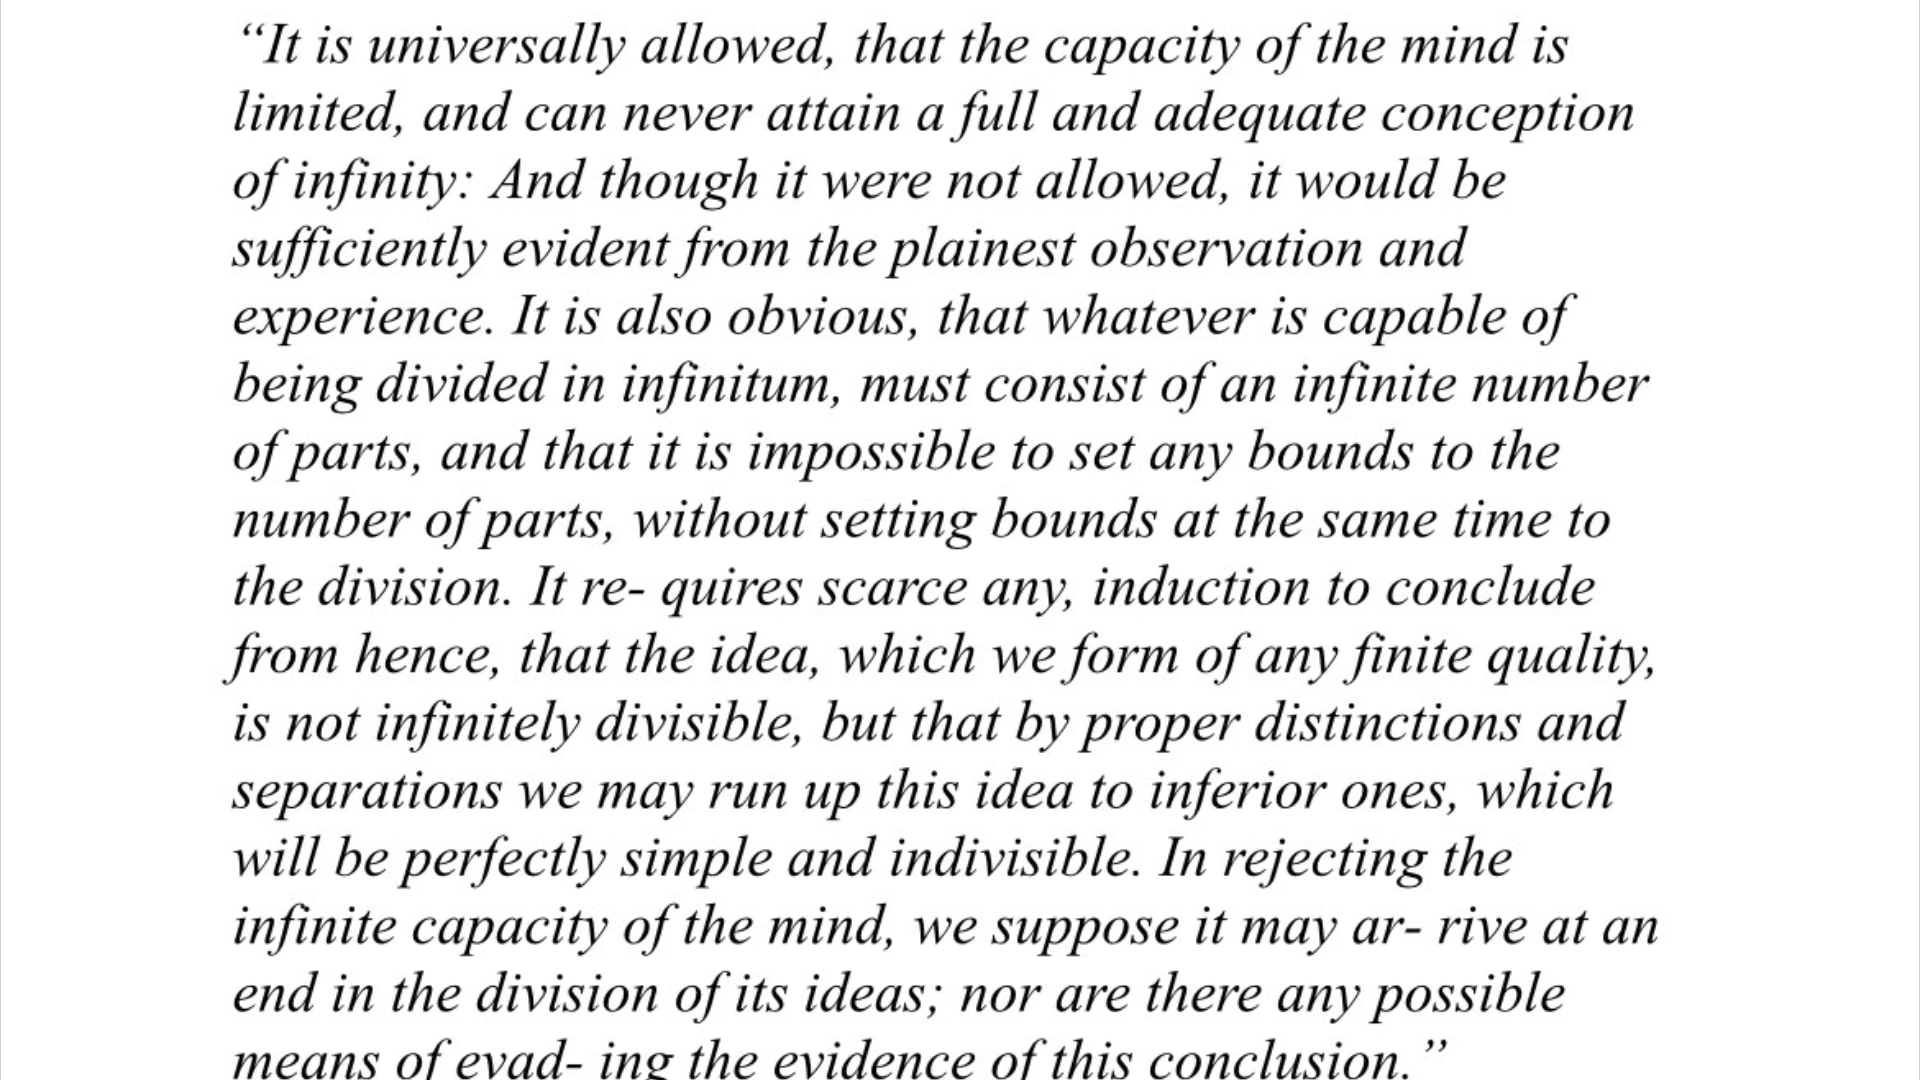 “It is universally allowed, that the capacity of the mind is
limited, and can never attain a full and adequate conception
of infinity: And though it were not allowed, it would be
sufficiently evident from the plainest observation and
experience. It is also obvious, that whatever is capable of
being divided in infinitum, must consist of an infinite number
of parts, and that it is impossible to set any bounds to the
number of parts, without setting bounds at the same time to
the division. It re- quires scarce any, induction to conclude
from hence, that the idea, which we form of any finite quality,
is not infinitely divisible, but that by proper distinctions and
separations we may run up this idea to inferior ones, which
will be perfectly simple and indivisible. In rejecting the
infinite capacity of the mind, we suppose it may ar- rive at an
end in the division of its ideas; nor are there any possible
means of evad- ing the evidence of this conclusion.”